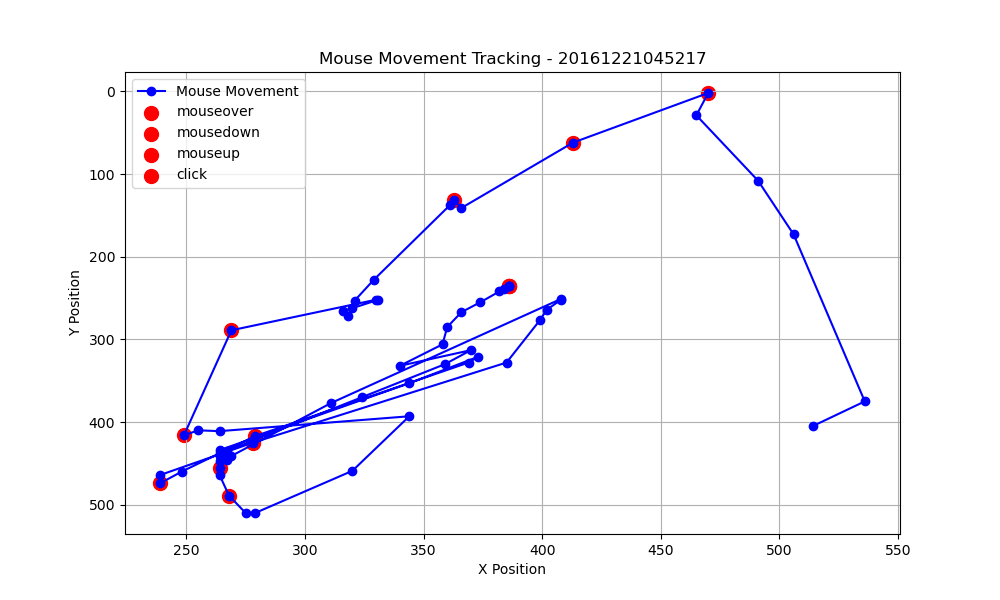 Mouse Movement Tracking - 20161221045217
Mouse Movement
mouseover
mousedown
mouseup
click
0
100
200
300
400
500
Y Position
250
300
350
400
450
500
550
X Position